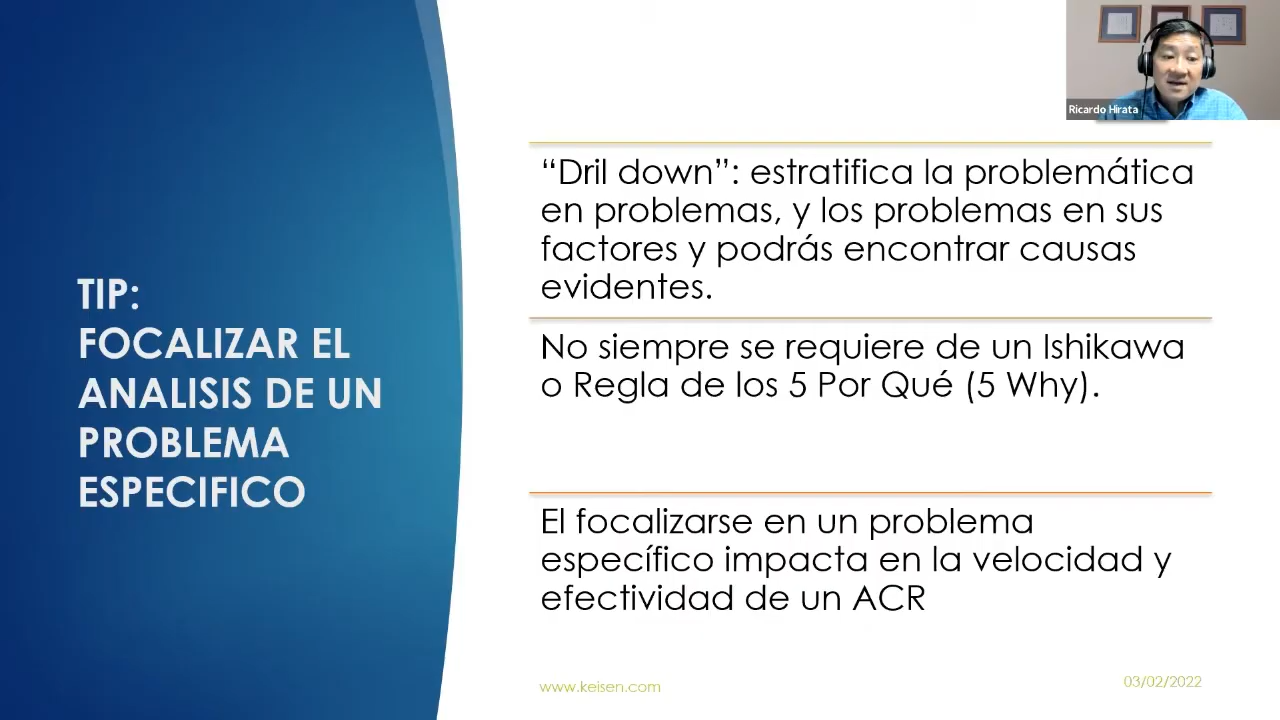 Ricardo Hirata
TIP:
FOCALIZAR EL
ANALISIS DE UN
PROBLEMA
ESPECIFICO
“Dril down”: estratifica la problemática
en problemas, y los problemas en sus
factores y podrás encontrar causas
evidentes.
No siempre se requiere de un Ishikawa
o Regla de los 5 Por Qué (5 Why).
El focalizarse en un problema
específico impacta en la velocidad y
efectividad de un ACR
www.keisen.com
03/02/2022